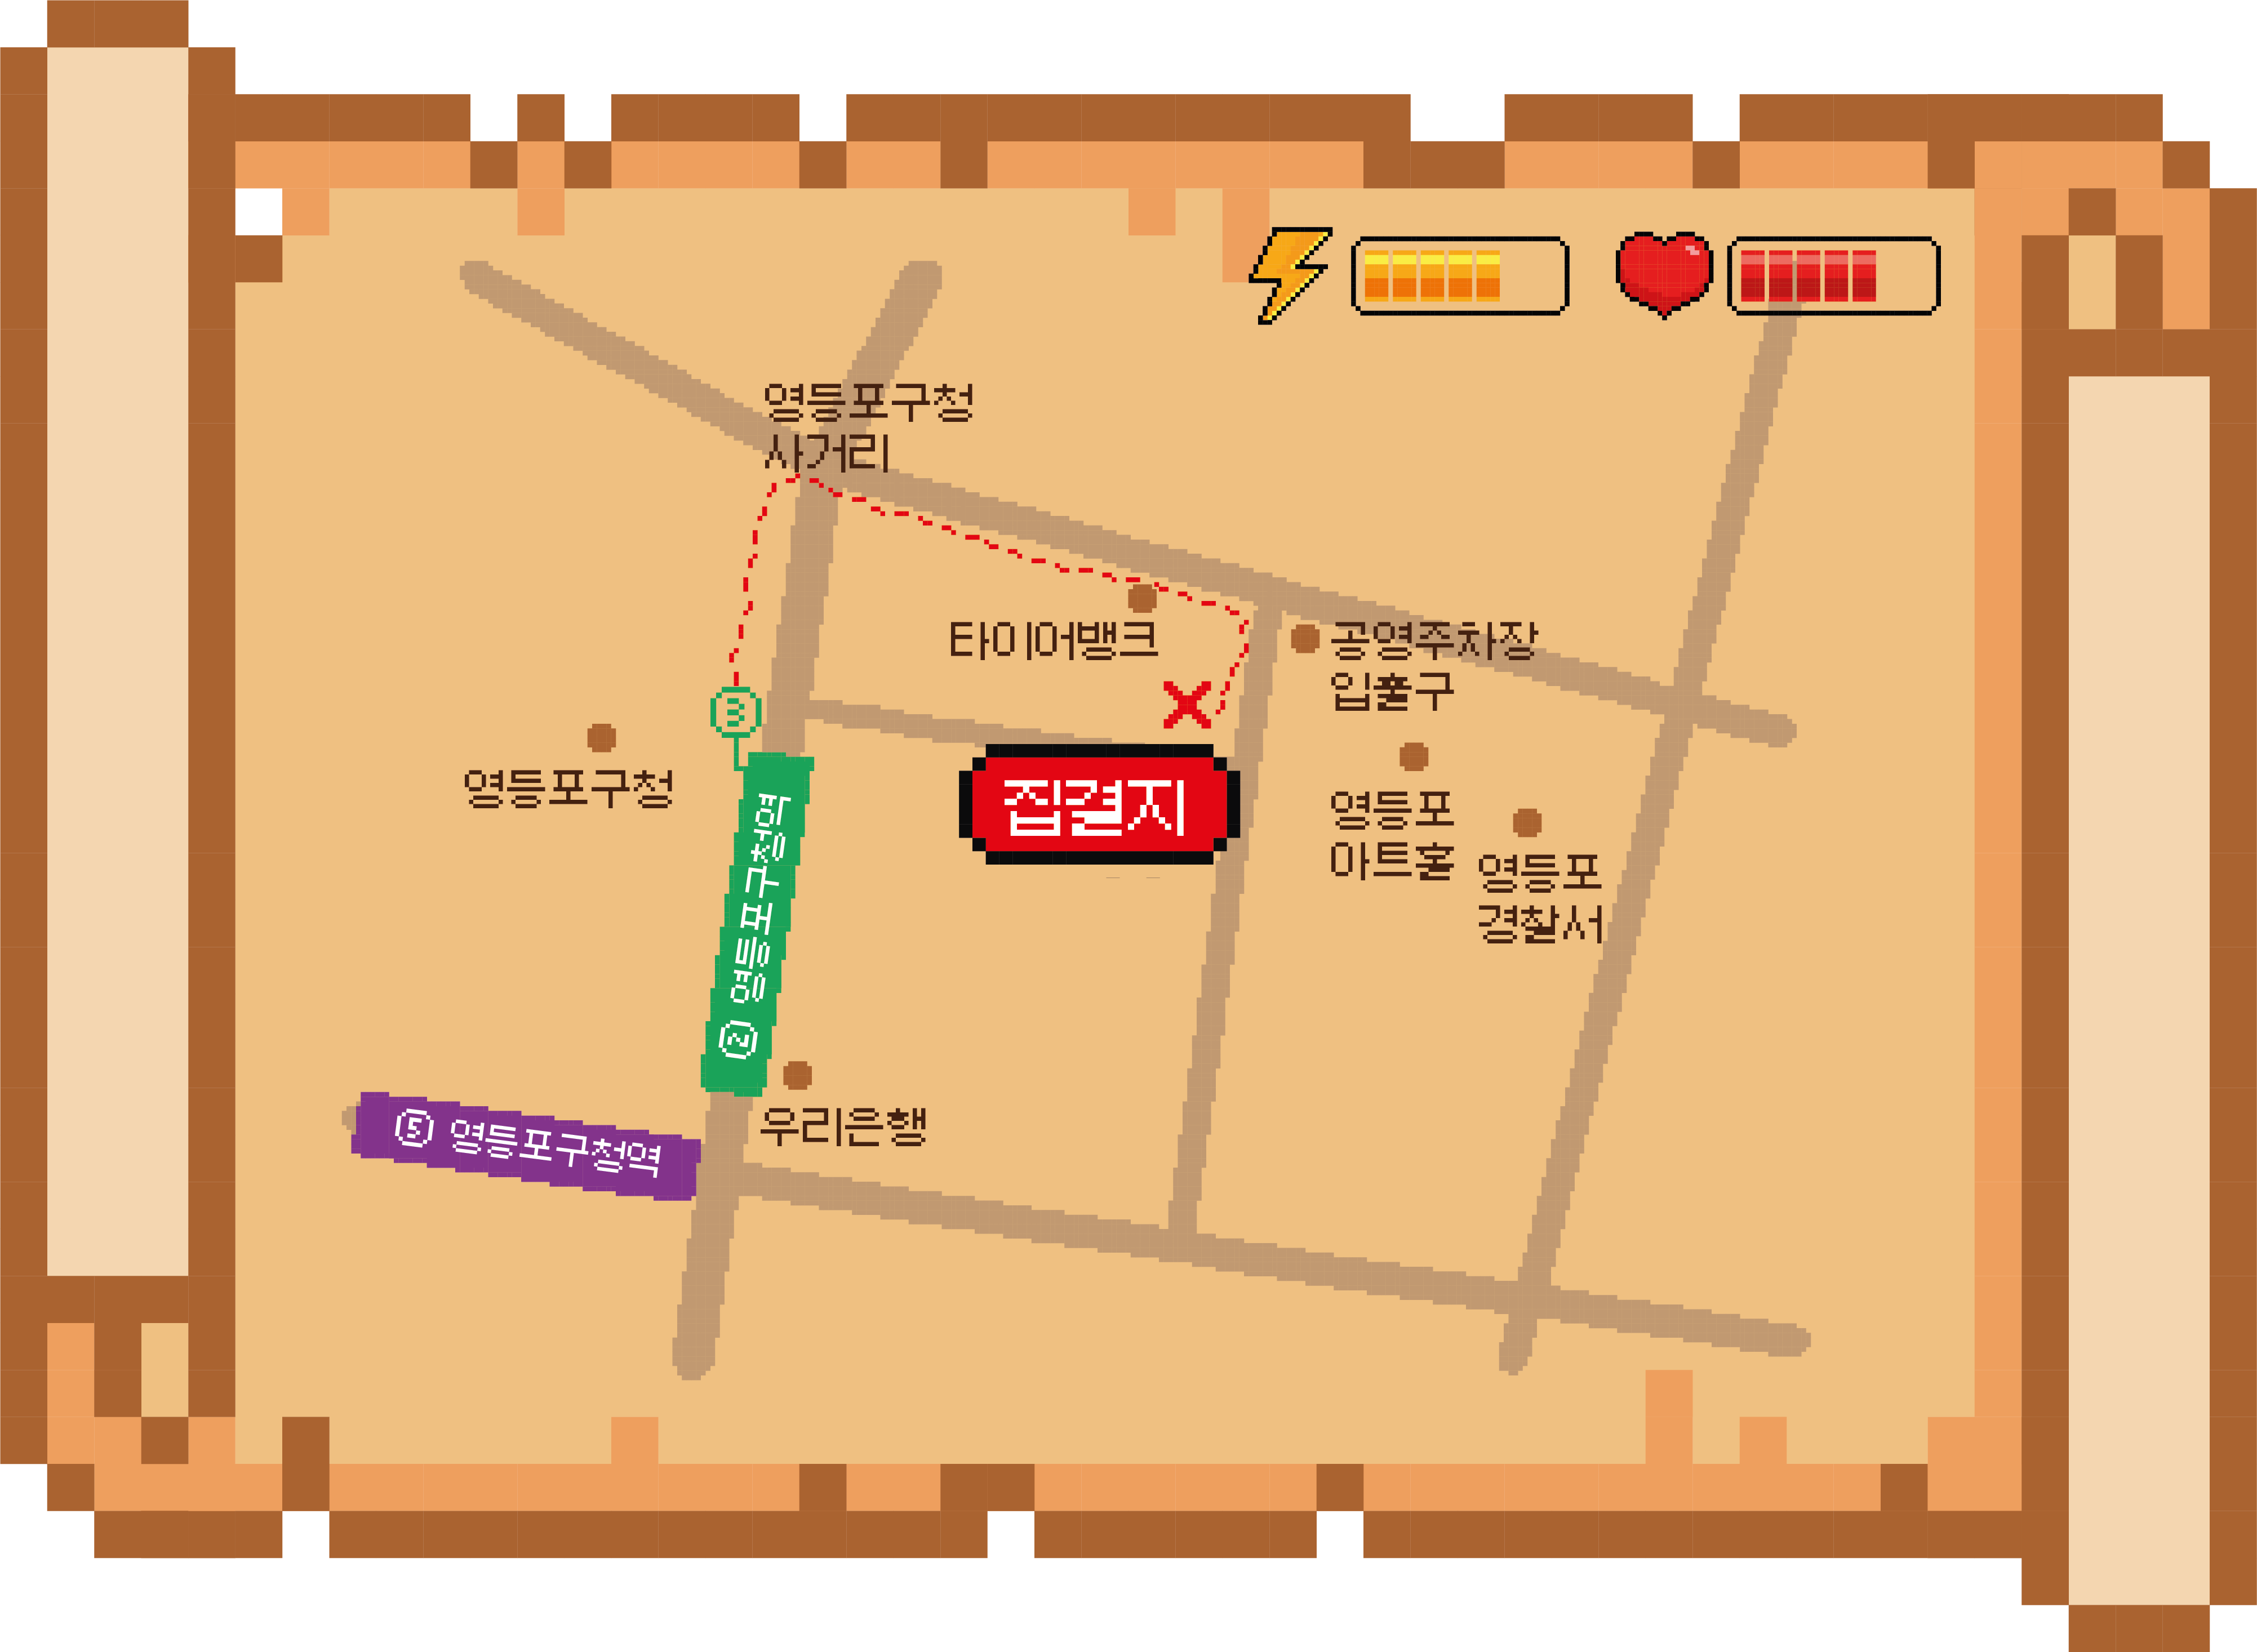 영등포구청
사거리
타이어뱅크
공영주차장
입출구
3
영등포구청
집결지
영등포
아트홀
영등포
경찰서
2 영등포구청역
우리은행
5 영등포구청역